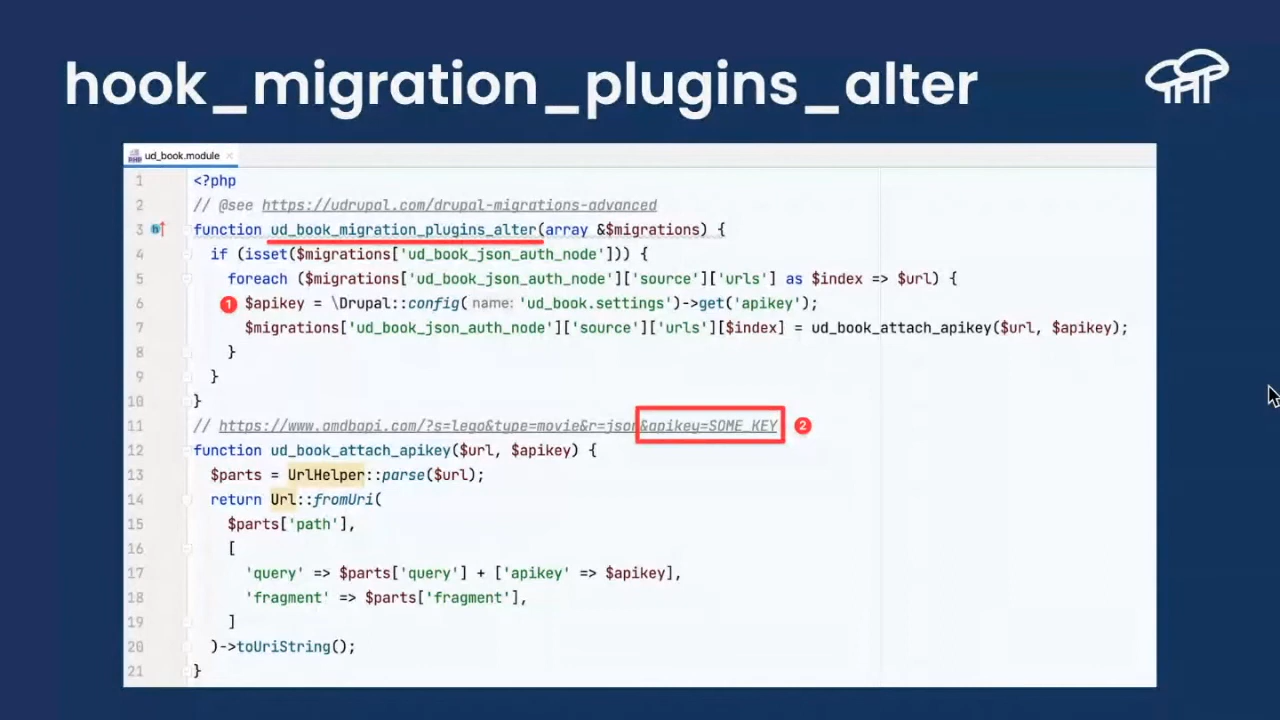 hook_migration_plugins_alter
ud_book.module
1 <?php
2 // @see https://udrupal.com/drupal-migrations-advanced
3 function ud_book_migration_plugins_alter(array &$migrations) {
4 if (isset($migrations['ud_book_json_auth_node'])) {
5 foreach ($migrations['ud_book_json_auth_node']['source']['urls'] as $index => $url) {
6 1 $apikey = \Drupal::config( name: 'ud_book.settings')->get('apikey');
7 $migrations['ud_book_json_auth_node']['source']['urls'][$index] = ud_book_attach_apikey($url, $apikey);
8 }
9 }
10 }
11 // https://www.omdbapi.com/?s=lego&type=movie&r=json&apikey=SOME_KEY 2
12 function ud_book_attach_apikey($url, $apikey) {
13 $parts = UrlHelper::parse($url);
14 return Url::fromUri(
15 $parts['path'],
16 [
17 'query' => $parts['query'] + ['apikey' => $apikey],
18 'fragment' => $parts['fragment'],
19 ]
20 )->toUriString();
21 }